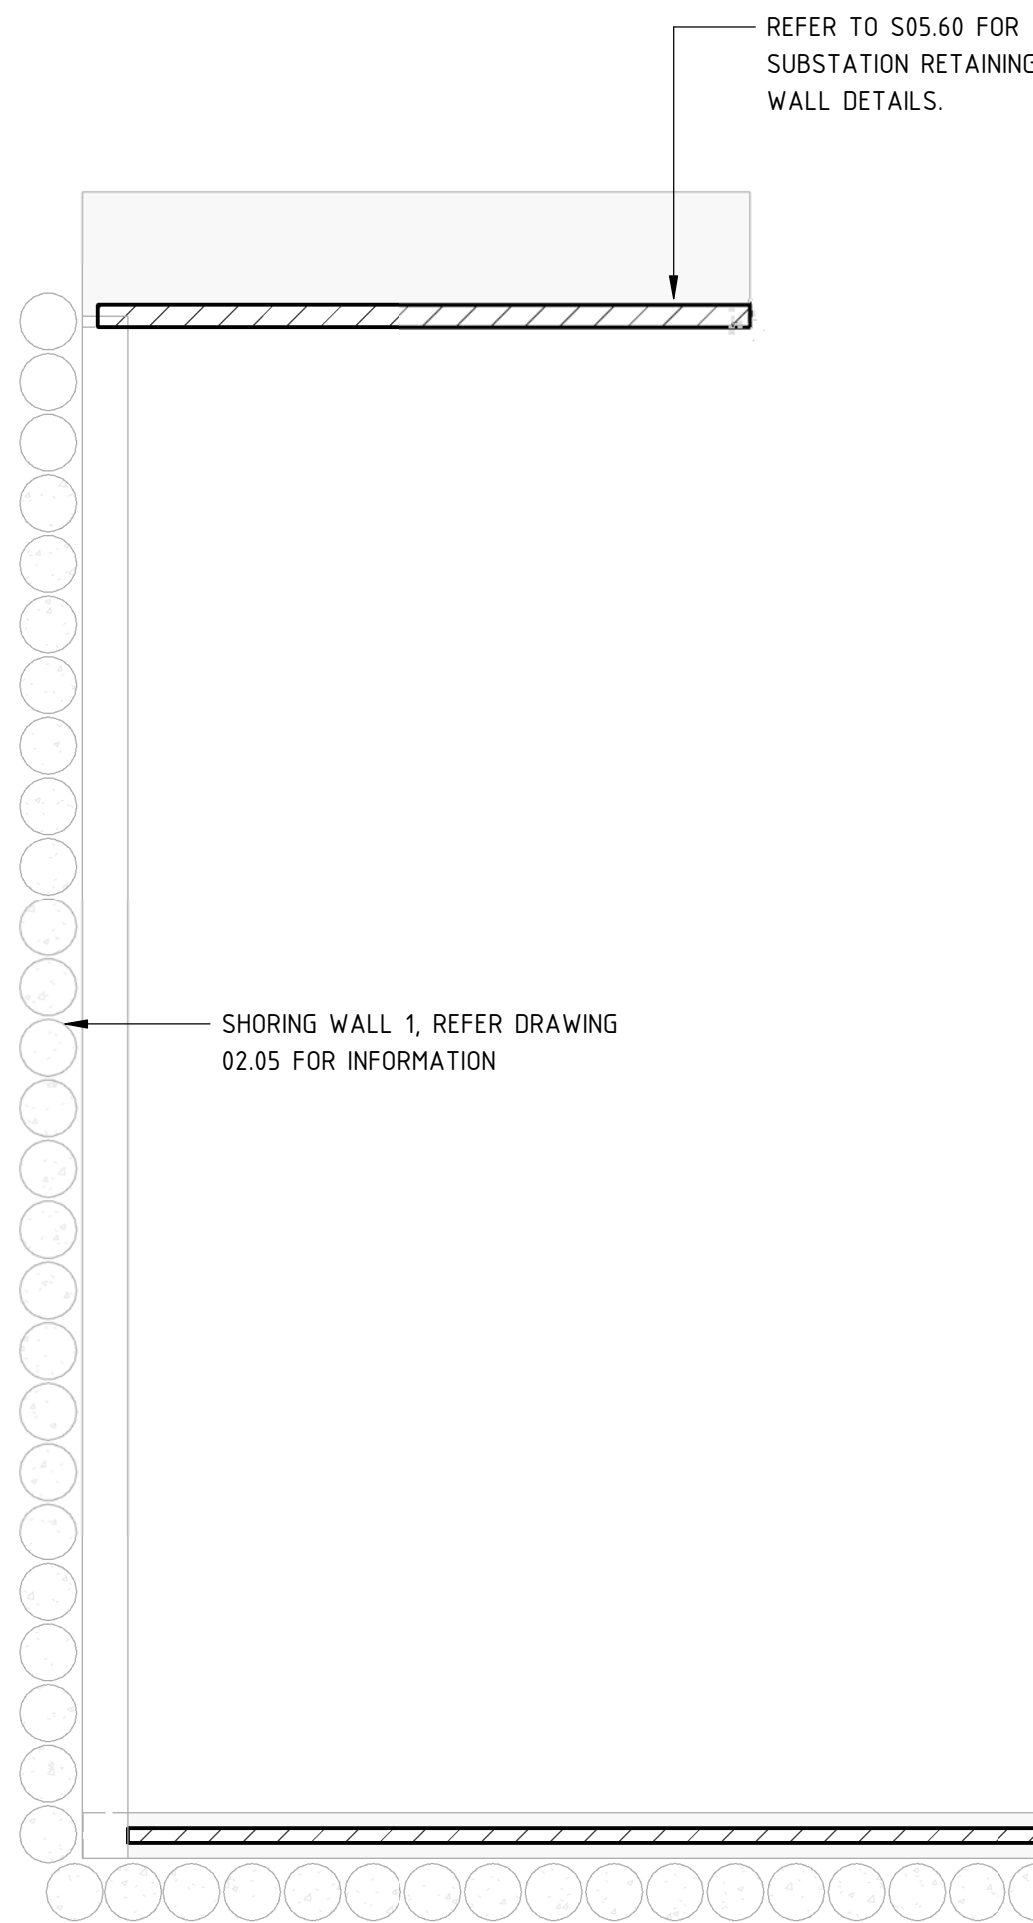 REFER TO S05.60 FOR
SUBSTATION RETAINING
WALL DETAILS.
SHORING WALL 1, REFER DRAWING
02.05 FOR INFORMATION